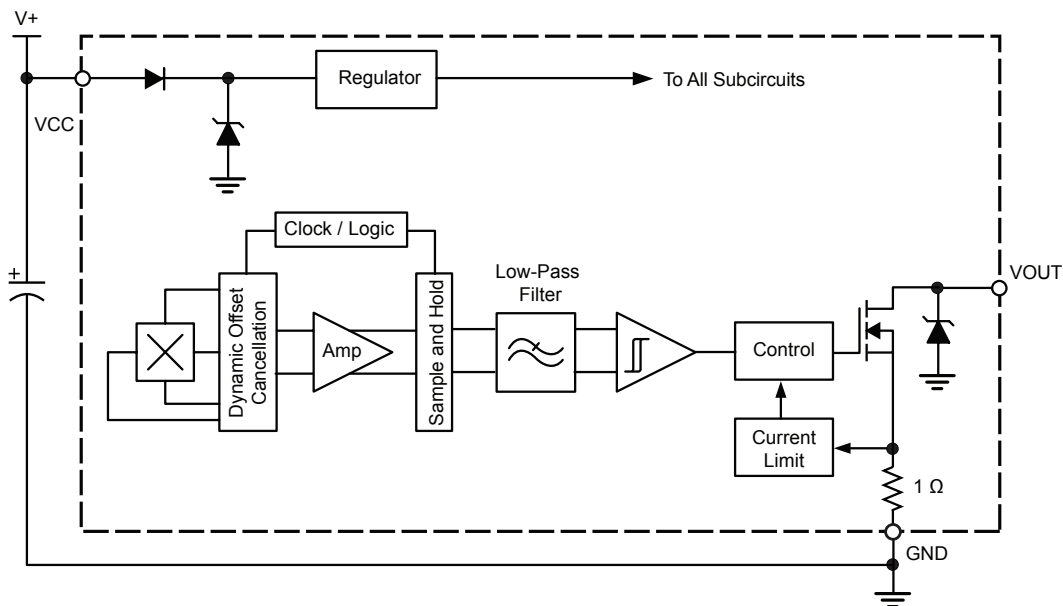 V+
VCC
Regulator
To All Subcircuits
Clock / Logic
Dynamic Offset
Cancellation
Amp
Sample and Hold
Low-Pass
Filter
Control
Current
Limit
VOUT
1 Ω
GND
+